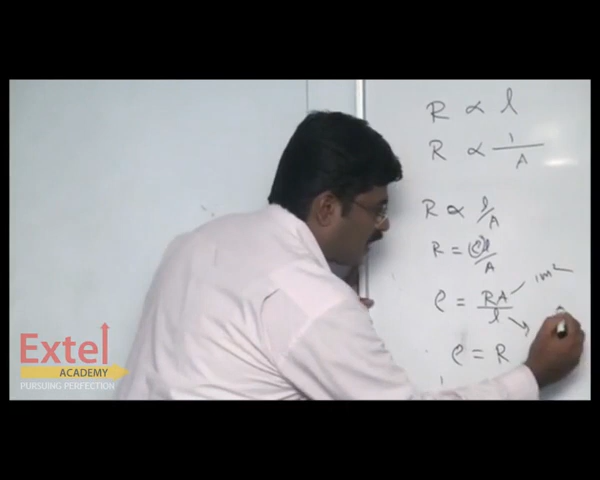 R ∝ l
R ∝ 1/A
R ∝ l/A
R = ρl/A
ρ = RA/l 1m²
ρ = R
Extel
ACADEMY
PURSUING PERFECTION